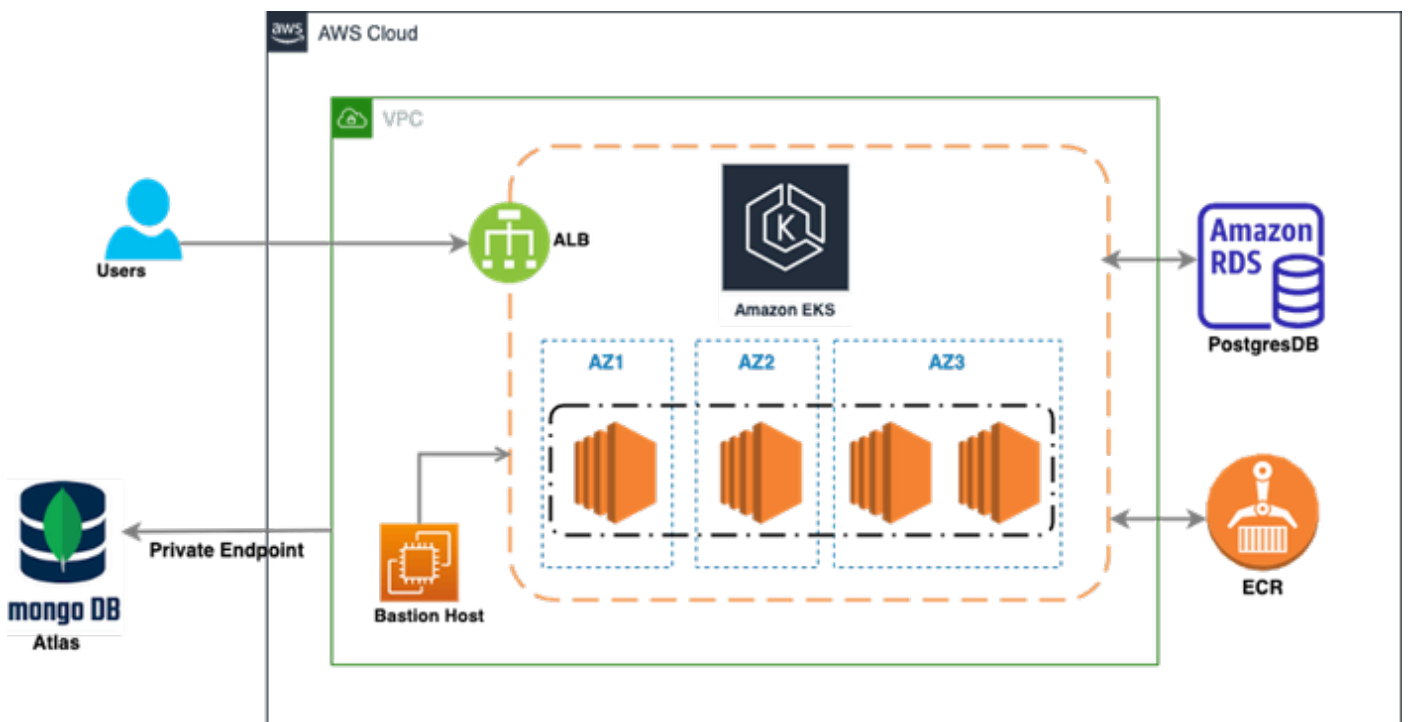 aws
AWS Cloud
VPC
Users
ALB
K
Amazon EKS
Amazon
RDS
PostgresDB
AZ1
AZ2
AZ3
Private Endpoint
mongo DB
Atlas
Bastion Host
ECR